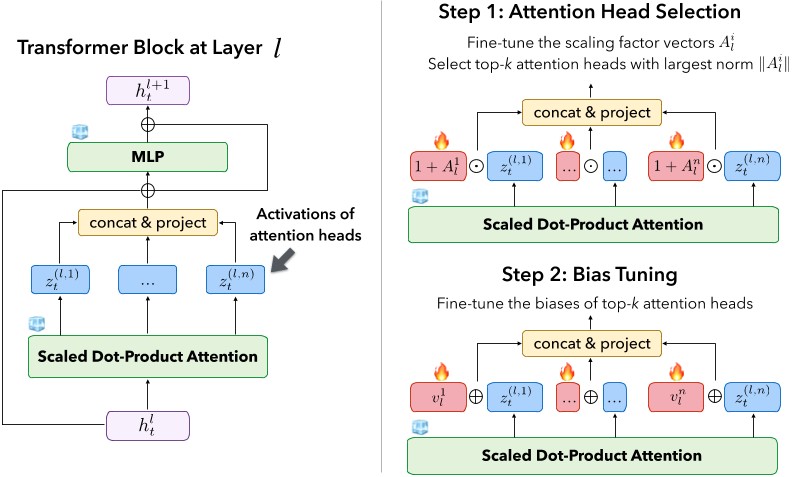 Transformer Block at Layer l
h_t^{l+1}
⊕
MLP
⊕
concat & project
Activations of
attention heads
z_t^{(l,1)} ... z_t^{(l,n)}
Scaled Dot-Product Attention
h_t^l
Step 1: Attention Head Selection
Fine-tune the scaling factor vectors A_l^i
Select top-k attention heads with largest norm ‖A_l^i‖
concat & project
1 + A_l^1 ⊙ z_t^{(l,1)} ... ⊙ ... 1 + A_l^n ⊙ z_t^{(l,n)}
Scaled Dot-Product Attention
Step 2: Bias Tuning
Fine-tune the biases of top-k attention heads
concat & project
v_l^1 ⊕ z_t^{(l,1)} ... ⊕ ... v_l^n ⊕ z_t^{(l,n)}
Scaled Dot-Product Attention